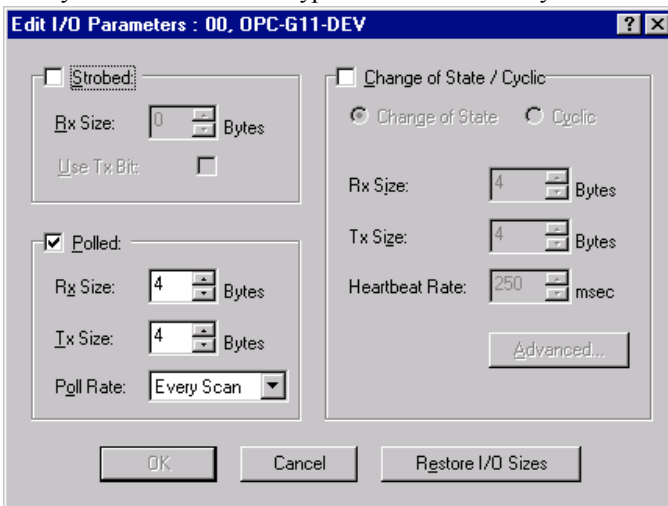 Edit I/O Parameters : 00, OPC-G11-DEV
Strobed:
Rx Size: 0 Bytes
Use Tx Bit:
Polled:
Rx Size: 4 Bytes
Tx Size: 4 Bytes
Poll Rate: Every Scan
Change of State / Cyclic
Change of State Cyclic
Rx Size: 4 Bytes
Tx Size: 4 Bytes
Heartbeat Rate: 250 msec
Advanced...
OK Cancel Restore I/O Sizes